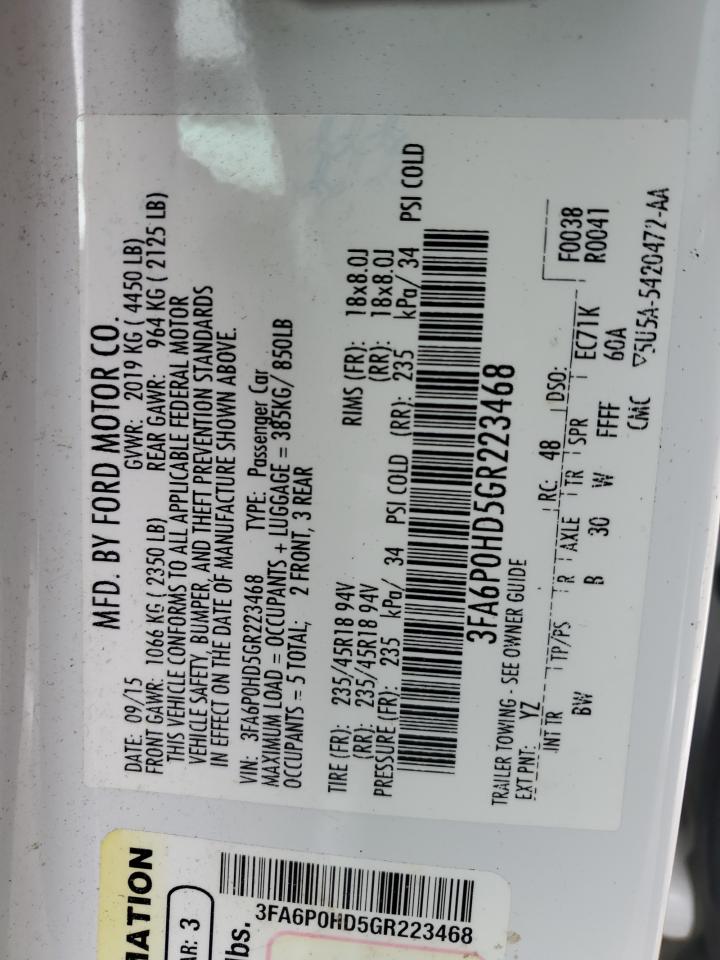 MFD. BY FORD MOTOR CO.
DATE: 09/15 GVWR: 2019 KG ( 4450 LB)
FRONT GAWR: 1066 KG ( 2350 LB) REAR GAWR: 964 KG ( 2125 LB)
THIS VEHICLE CONFORMS TO ALL APPLICABLE FEDERAL MOTOR
VEHICLE SAFETY, BUMPER, AND THEFT PREVENTION STANDARDS
IN EFFECT ON THE DATE OF MANUFACTURE SHOWN ABOVE.
VIN: 3FA6P0HD5GR223468 TYPE: Passenger Car
MAXIMUM LOAD = OCCUPANTS + LUGGAGE = 385KG/ 850LB
OCCUPANTS = 5 TOTAL; 2 FRONT, 3 REAR
TIRE (FR): 235/45R18 94V RIMS (FR): 18x8.0J
(RR): 235/45R18 94V (RR): 18x8.0J
PRESSURE (FR): 235 kPa/ 34 PSI COLD (RR): 235 kPa/ 34 PSI COLD
3FA6P0HD5GR223468
TRAILER TOWING - SEE OWNER GUIDE
EXT PNT: YZ RC: 48 DSO: F0038
INT TR TP/PS R AXLE TR SPR EC71K R0041
BW B 30 W FFFF 60A
CMC 5U5A-5420472-AA
MATION
AR: 3
lbs.
3FA6P0HD5GR223468